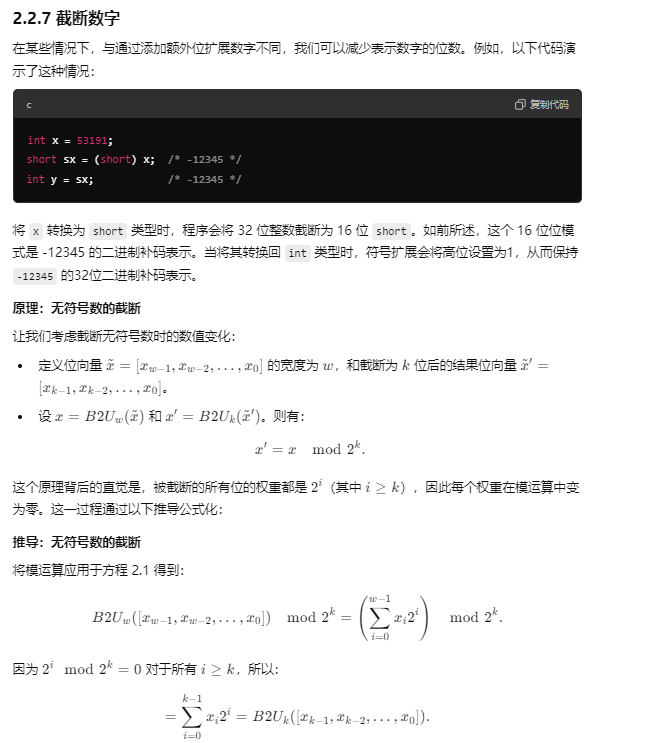 2.2.7 截断数字
在某些情况下，与通过添加额外位扩展数字不同，我们可以减少表示数字的位数。例如，以下代码演
示了这种情况：
c 复制代码
int x = 53191;
short sx = (short) x; /* -12345 */
int y = sx; /* -12345 */
将 x 转换为 short 类型时，程序会将 32 位整数截断为 16 位 short 。如前所述，这个 16 位位模
式是 -12345 的二进制补码表示。当将其转换回 int 类型时，符号扩展会将高位设置为1，从而保持
-12345 的32位二进制补码表示。
原理：无符号数的截断
让我们考虑截断无符号数时的数值变化：
• 定义位向量 x̃ = [x_{w−1}, x_{w−2}, . . . , x_0] 的宽度为 w，和截断为 k 位后的结果位向量 x̃′ =
[x_{k−1}, x_{k−2}, . . . , x_0]。
• 设 x = B2U_w(x̃) 和 x′ = B2U_k(x̃′)。则有：
x′ = x mod 2^k.
这个原理背后的直觉是，被截断的所有位的权重都是 2^i（其中 i ≥ k），因此每个权重在模运算中变
为零。这一过程通过以下推导公式化：
推导：无符号数的截断
将模运算应用于方程 2.1 得到：
B2U_w([x_{w−1}, x_{w−2}, . . . , x_0]) mod 2^k = (∑_{i=0}^{w−1} x_i 2^i) mod 2^k.
因为 2^i mod 2^k = 0 对于所有 i ≥ k，所以：
= ∑_{i=0}^{k−1} x_i 2^i = B2U_k([x_{k−1}, x_{k−2}, . . . , x_0]).